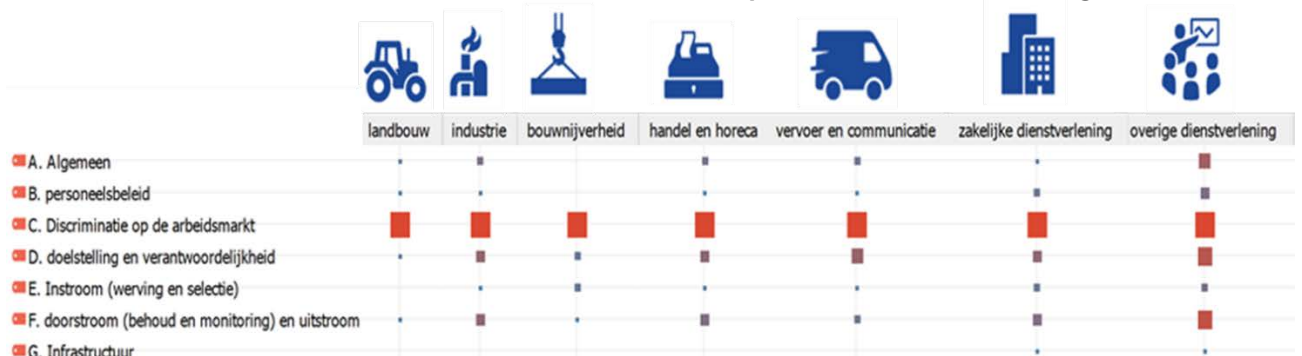 landbouw industrie bouwnijverheid handel en horeca vervoer en communicatie zakelijke dienstverlening overige dienstverlening
A. Algemeen
B. personeelsbeleid
C. Discriminatie op de arbeidsmarkt
D. doelstelling en verantwoordelijkheid
E. Instroom (werving en selectie)
F. doorstroom (behoud en monitoring) en uitstroom
G. Infrastructuur